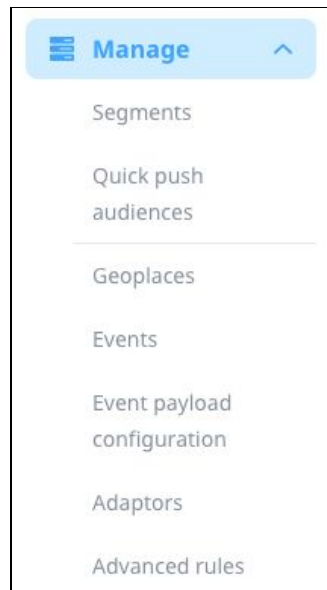 Manage
Segments
Quick push
audiences
Geoplaces
Events
Event payload
configuration
Adaptors
Advanced rules